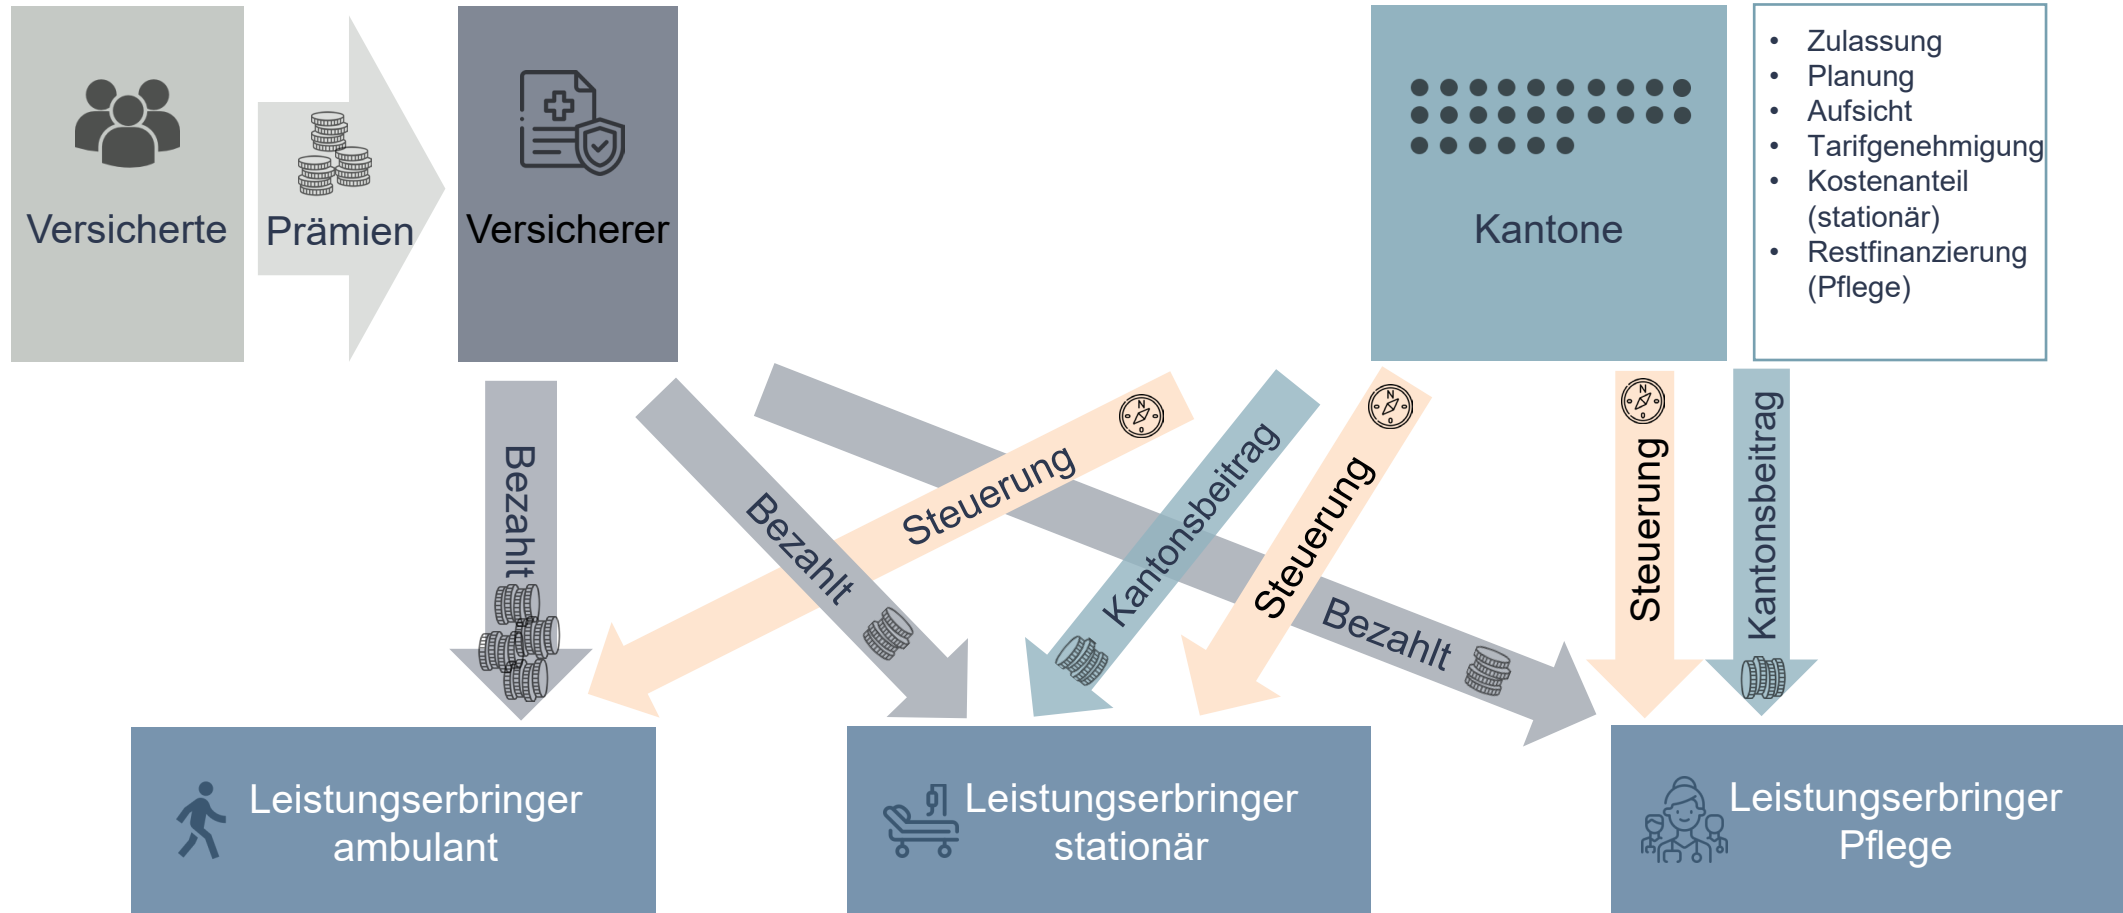 Versicherte
Prämien
Versicherer
Kantone
• Zulassung
• Planung
• Aufsicht
• Tarifgenehmigung
• Kostenanteil
(stationär)
• Restfinanzierung
(Pflege)
Bezahlt
Bezahlt
Steuerung
Kantonsbeitrag
Steuerung
Bezahlt
N
O
N
O
Steuerung
N
O
Kantonsbeitrag
Leistungserbringer
ambulant
Leistungserbringer
stationär
Leistungserbringer
Pflege